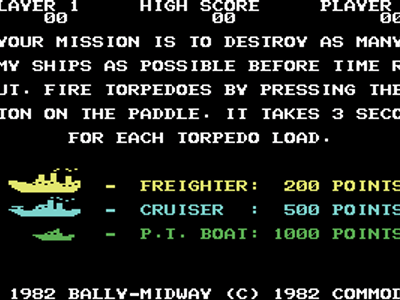 LAYER 1 HIGH SCORE PLAYER
00 00 00
YOUR MISSION IS TO DESTROY AS MANY
MY SHIPS AS POSSIBLE BEFORE TIME R
UT. FIRE TORPEDOES BY PRESSING THE
ION ON THE PADDLE. IT TAKES 3 SECO
FOR EACH TORPEDO LOAD.
- FREIGHTER: 200 POINTS
- CRUISER : 500 POINTS
- P.T. BOAT: 1000 POINTS
1982 BALLY-MIDWAY (C) 1982 COMMOD